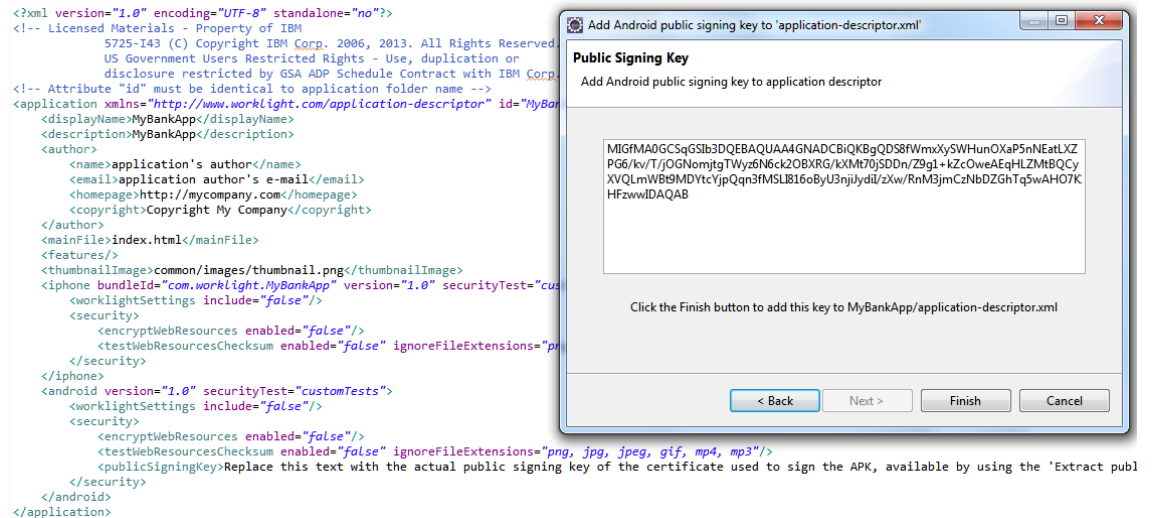 <?xml version="1.0" encoding="UTF-8" standalone="no"?>
<!-- Licensed Materials - Property of IBM
5725-I43 (C) Copyright IBM Corp. 2006, 2013. All Rights Reserved.
US Government Users Restricted Rights - Use, duplication or
disclosure restricted by GSA ADP Schedule Contract with IBM Corp.
<!-- Attribute "id" must be identical to application folder name -->
<application xmlns="http://www.worklight.com/application-descriptor" id="MyBan
<displayName>MyBankApp</displayName>
<description>MyBankApp</description>
<author>
<name>application's author</name>
<email>application author's e-mail</email>
<homepage>http://mycompany.com</homepage>
<copyright>Copyright My Company</copyright>
</author>
<mainFile>index.html</mainFile>
<features/>
<thumbnailImage>common/images/thumbnail.png</thumbnailImage>
<iphone bundleId="com.worklight.MyBankApp" version="1.0" securityTest="cus
<worklightSettings include="false"/>
<security>
<encryptWebResources enabled="false"/>
<testWebResourcesChecksum enabled="false" ignoreFileExtensions="pn
</security>
</iphone>
<android version="1.0" securityTest="customTests">
<worklightSettings include="false"/>
<security>
<encryptWebResources enabled="false"/>
<testWebResourcesChecksum enabled="false" ignoreFileExtensions="png, jpg, jpeg, gif, mp4, mp3"/>
<publicSigningKey>Replace this text with the actual public signing key of the certificate used to sign the APK, available by using the 'Extract publ
</security>
</android>
</application>
Add Android public signing key to 'application-descriptor.xml'
Public Signing Key
Add Android public signing key to application descriptor
MIGfMA0GCSqGSIb3DQEBAQUAA4GNADCBiQKBgQDS8fWmxXySWHunOXaP5nNEatLXZ
PG6/kv/T/jOGNomjtgTWyz6N6ck2OBXRG/kXMt70jSDDn/Z9g1+kZcOweAEqHLZMtBQCy
XVQLmWBt9MDYtcYjpQqn3fMSLI816oByU3njiJydiI/zXw/RnM3jmCzNbDZGhTq5wAHO7K
HFzwwIDAQAB
Click the Finish button to add this key to MyBankApp/application-descriptor.xml
< Back
Next >
Finish
Cancel